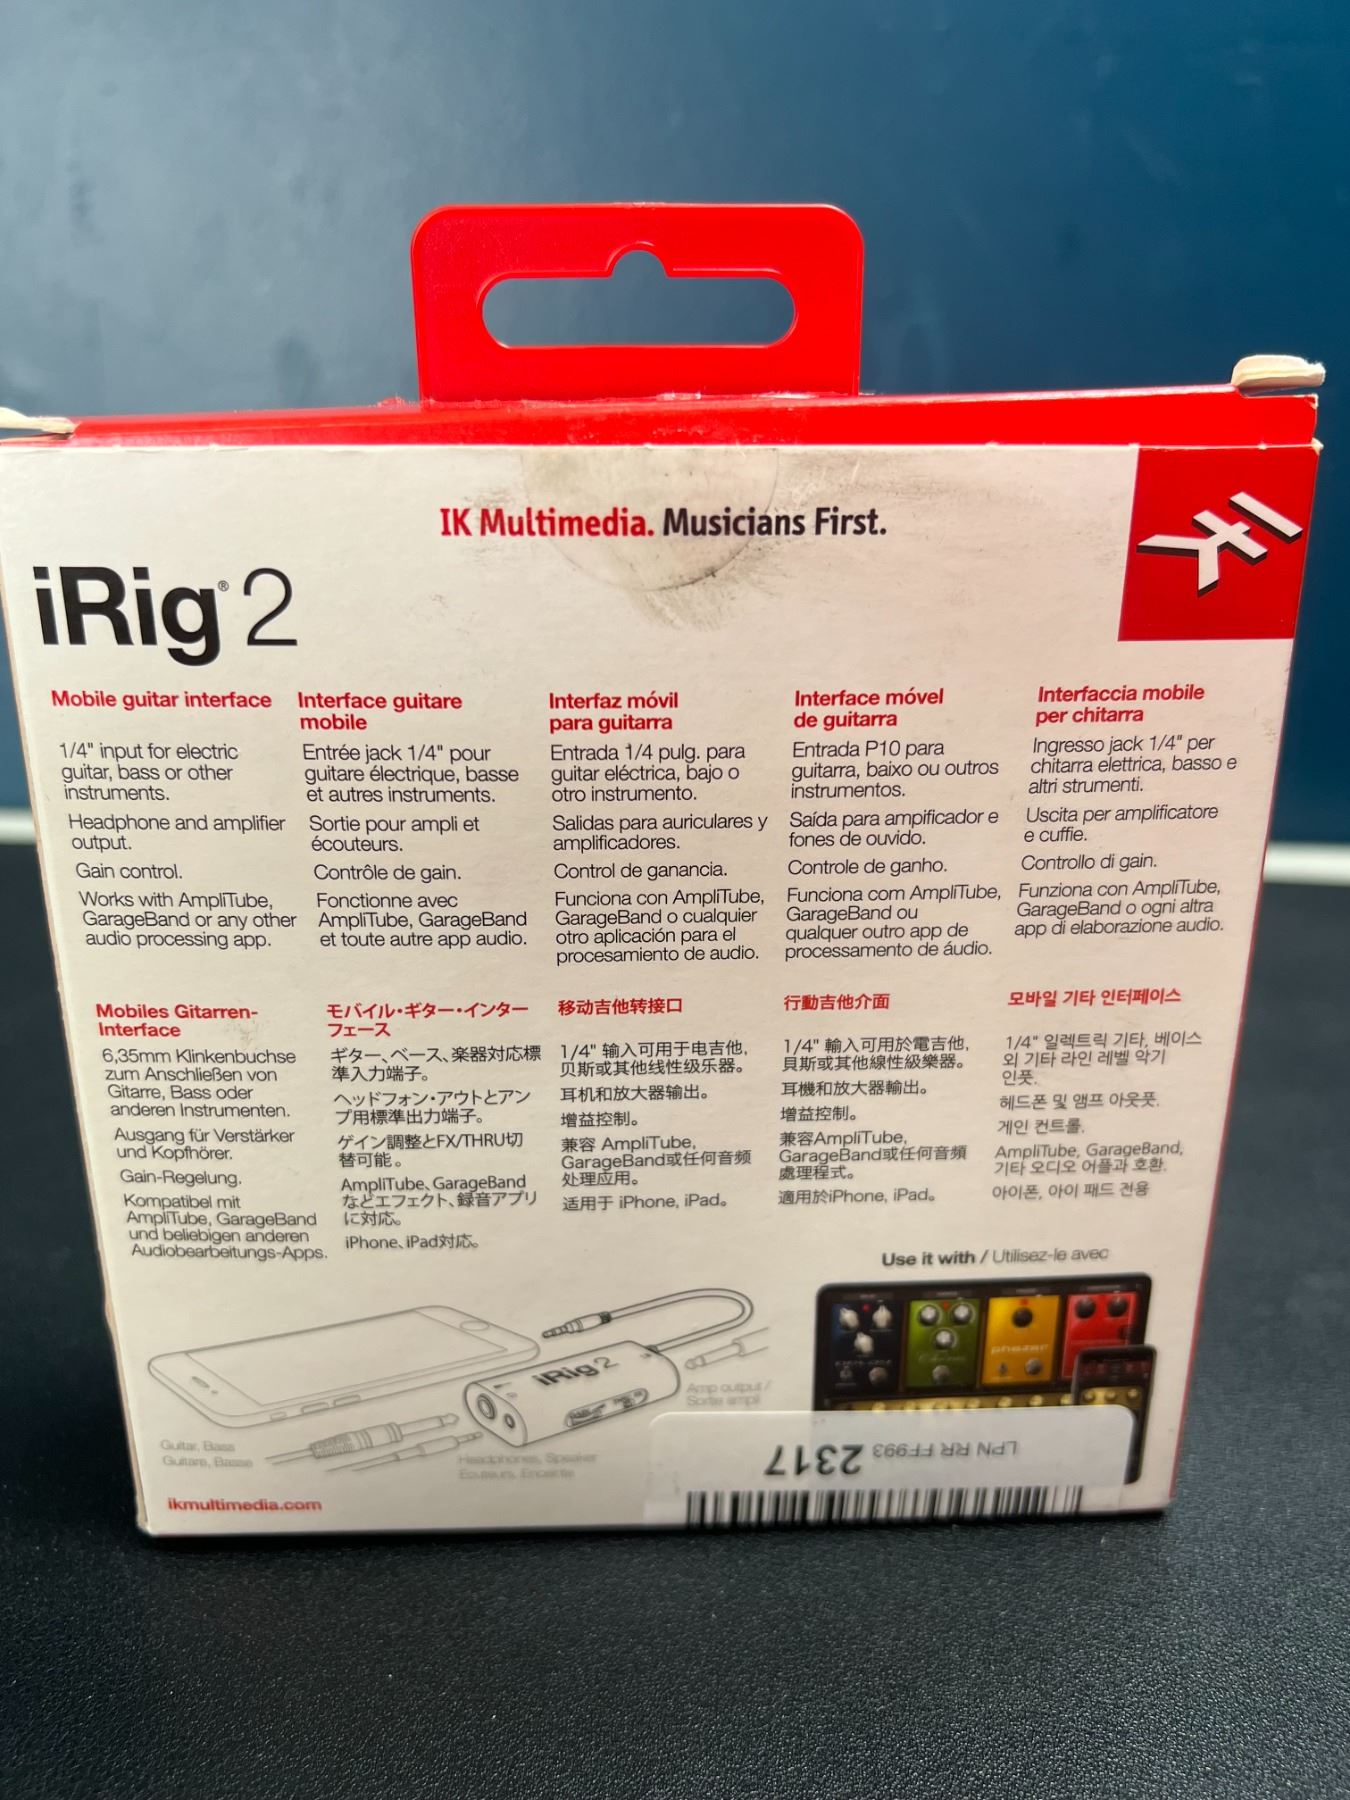 IK Multimedia. Musicians First.
IK
iRig® 2
Mobile guitar interface
1/4" input for electric
guitar, bass or other
instruments.
Headphone and amplifier
output.
Gain control.
Works with AmpliTube,
GarageBand or any other
audio processing app.
Interface guitare
mobile
Entrée jack 1/4" pour
guitare électrique, basse
et autres instruments.
Sortie pour ampli et
écouteurs.
Contrôle de gain.
Fonctionne avec
AmpliTube, GarageBand
et toute autre app audio.
Interfaz móvil
para guitarra
Entrada 1/4 pulg. para
guitar eléctrica, bajo o
otro instrumento.
Salidas para auriculares y
amplificadores.
Control de ganancia.
Funciona con AmpliTube,
GarageBand o cualquier
otro aplicación para el
procesamiento de audio.
Interface móvel
de guitarra
Entrada P10 para
guitarra, baixo ou outros
instrumentos.
Saída para ampificador e
fones de ouvido.
Controle de ganho.
Funciona com AmpliTube,
GarageBand ou
qualquer outro app de
processamento de áudio.
Interfaccia mobile
per chitarra
Ingresso jack 1/4" per
chitarra elettrica, basso e
altri strumenti.
Uscita per amplificatore
e cuffie.
Controllo di gain.
Funziona con AmpliTube,
GarageBand o ogni altra
app di elaborazione audio.
Mobiles Gitarren-
Interface
6,35mm Klinkenbuchse
zum Anschließen von
Gitarre, Bass oder
anderen Instrumenten.
Ausgang für Verstärker
und Kopfhörer.
Gain-Regelung.
Kompatibel mit
AmpliTube, GarageBand
und beliebigen anderen
Audiobearbeitungs-Apps.
モバイル・ギター・インター
フェース
ギター、ベース、楽器対応標
準入力端子。
ヘッドフォン・アウトとアン
プ用標準出力端子。
ゲイン調整とFX/THRU切
替可能。
AmpliTube、GarageBand
などエフェクト、録音アプリ
に対応。
iPhone、iPad対応。
移动吉他转接口
1/4" 输入可用于电吉他,
贝斯或其他线性级乐器。
耳机和放大器输出。
增益控制。
兼容 AmpliTube,
GarageBand或任何音频
处理应用。
适用于 iPhone, iPad。
行動吉他介面
1/4" 輸入可用於電吉他,
貝斯或其他線性級樂器。
耳機和放大器輸出。
增益控制。
兼容AmpliTube,
GarageBand或任何音頻
處理程式。
適用於iPhone, iPad。
모바일 기타 인터페이스
1/4" 일렉트릭 기타, 베이스
외 기타 라인 레벨 악기
인풋.
헤드폰 및 앰프 아웃풋.
게인 컨트롤.
AmpliTube, GarageBand,
기타 오디오 어플과 호환.
아이폰, 아이 패드 전용
Use it with / Utilisez-le avec
phazer
iRig 2
Amp output /
Sortie ampli
Guitar, Bass
Guitare, Basse
Headphones, Speaker
Écouteurs, Enceinte
LPN RR FF993 2317
ikmultimedia.com